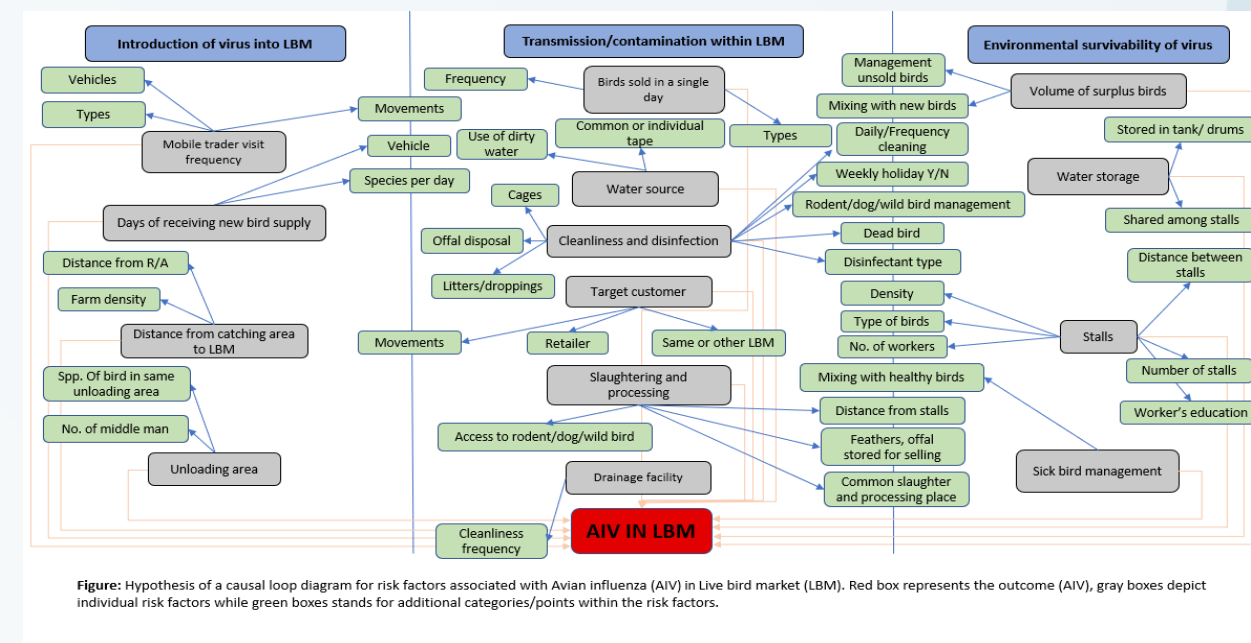 Introduction of virus into LBM
Transmission/contamination within LBM
Environmental survivability of virus
Vehicles
Types
Movements
Mobile trader visit
frequency
Vehicle
Species per day
Days of receiving new bird supply
Distance from R/A
Farm density
Distance from catching area
to LBM
Spp. Of bird in same
unloading area
No. of middle man
Unloading area
Frequency
Birds sold in a single
day
Types
Use of dirty
water
Common or individual
tape
Water source
Cages
Offal disposal
Cleanliness and disinfection
Litters/droppings
Target customer
Movements
Retailer
Same or other LBM
Slaughtering and
processing
Access to rodent/dog/wild bird
Drainage facility
Cleanliness
frequency
AIV IN LBM
Management
unsold birds
Mixing with new birds
Volume of surplus birds
Daily/Frequency
cleaning
Weekly holiday Y/N
Rodent/dog/wild bird management
Dead bird
Disinfectant type
Stored in tank/ drums
Water storage
Shared among stalls
Distance between
stalls
Density
Type of birds
No. of workers
Stalls
Number of stalls
Worker's education
Mixing with healthy birds
Distance from stalls
Feathers, offal
stored for selling
Common slaughter
and processing place
Sick bird management
Figure: Hypothesis of a causal loop diagram for risk factors associated with Avian influenza (AIV) in Live bird market (LBM). Red box represents the outcome (AIV), gray boxes depict
individual risk factors while green boxes stands for additional categories/points within the risk factors.